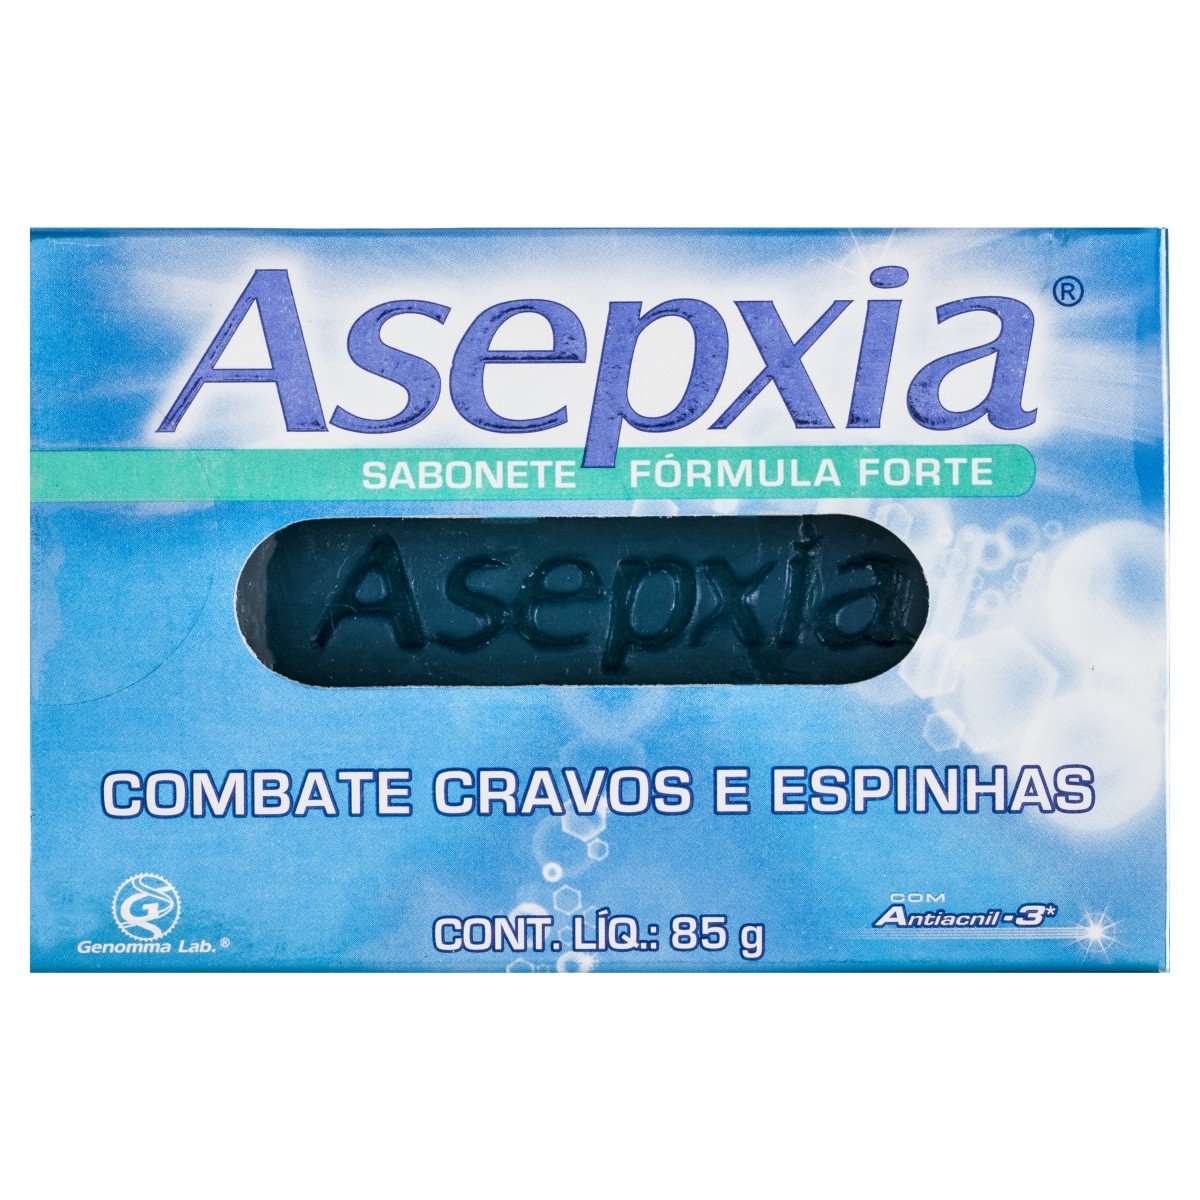 Asepxia®
SABONETE FÓRMULA FORTE
Asepxia
COMBATE CRAVOS E ESPINHAS
G
Genomma Lab.®
CONT. LÍQ.: 85 g
COM
Antiacnil-3*